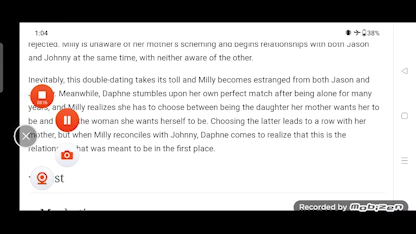 1:04
38%
rejected. Milly is unaware of her mother's scheming and begins relationships with both Jason
and Johnny at the same time, with neither aware of the other.
Inevitably, this double-dating takes its toll and Milly becomes estranged from both Jason and
Meanwhile, Daphne stumbles upon her own perfect match after being alone for many
years, and Milly realizes she has to choose between being the daughter her mother wants her to
be and the woman she wants herself to be. Choosing the latter leads to a row with her
mother, but when Milly reconciles with Johnny, Daphne comes to realize that this is the
that was meant to be in the first place.
Recorded by Mobizen